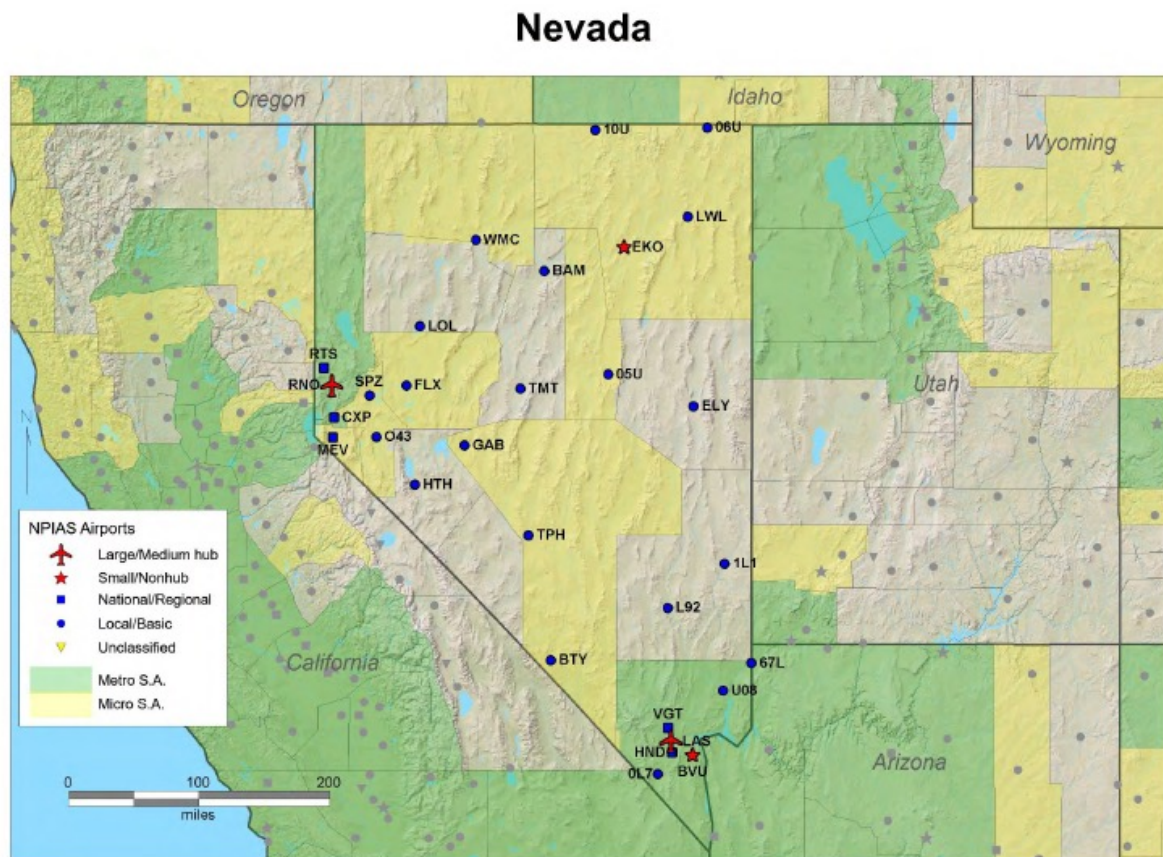 Nevada
Oregon
Idaho
Wyoming
10U
06U
LWL
WMC
EKO
BAM
LOL
RTS
RNO
SPZ
FLX
TMT
05U
Utah
ELY
CXP
MEV
O43
GAB
HTH
N
NPIAS Airports
Large/Medium hub
Small/Nonhub
National/Regional
Local/Basic
Unclassified
Metro S.A.
Micro S.A.
TPH
1L1
L92
California
BTY
67L
U08
VGT
LAS
HND
BVU
0L7
Arizona
0 100 200
miles